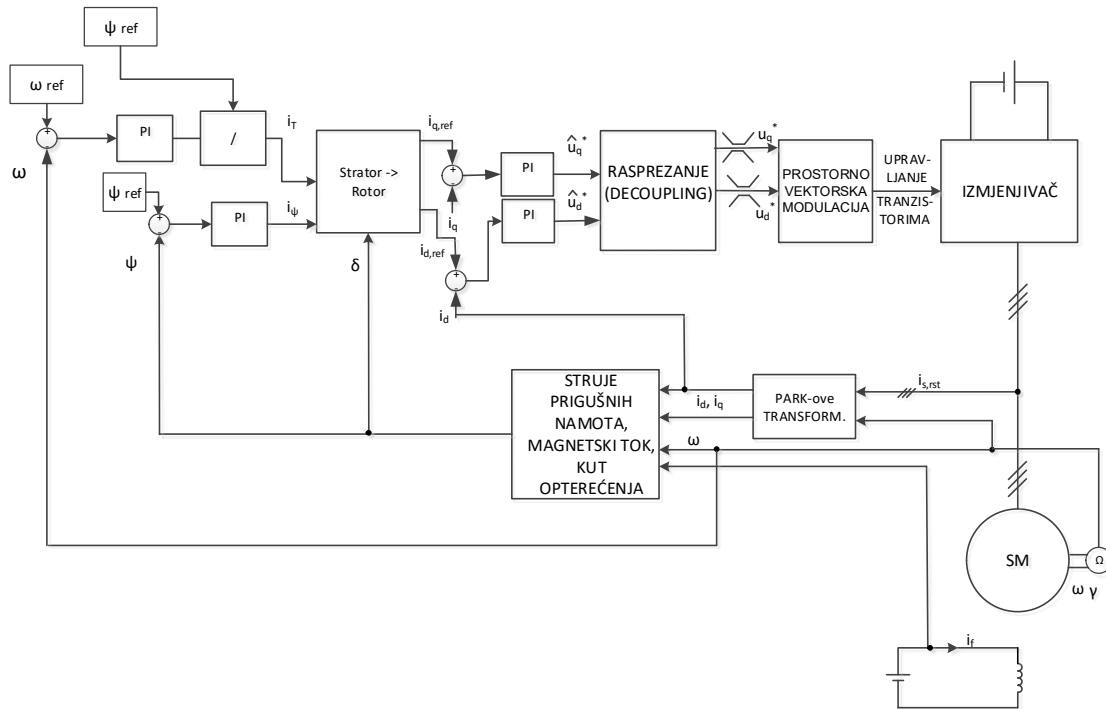 ψ ref
ω ref
PI
/
i_T
ω
ψ ref
PI
i_ψ
ψ
Strator ->
Rotor
δ
i_q,ref
i_q
i_d,ref
i_d
PI
PI
û_q*
û_d*
RASPREZANJE
(DECOUPLING)
u_q*
u_d*
PROSTORNO
VEKTORSKA
MODULACIJA
UPRAV-
LJANJE
TRANZIS-
TORIMA
IZMJENJIVAČ
STRUJE
PRIGUŠNIH
NAMOTA,
MAGNETSKI TOK,
KUT
OPTEREĆENJA
i_d, i_q
ω
PARK-ove
TRANSFORM.
i_s,rst
SM
Ω
ω γ
i_f